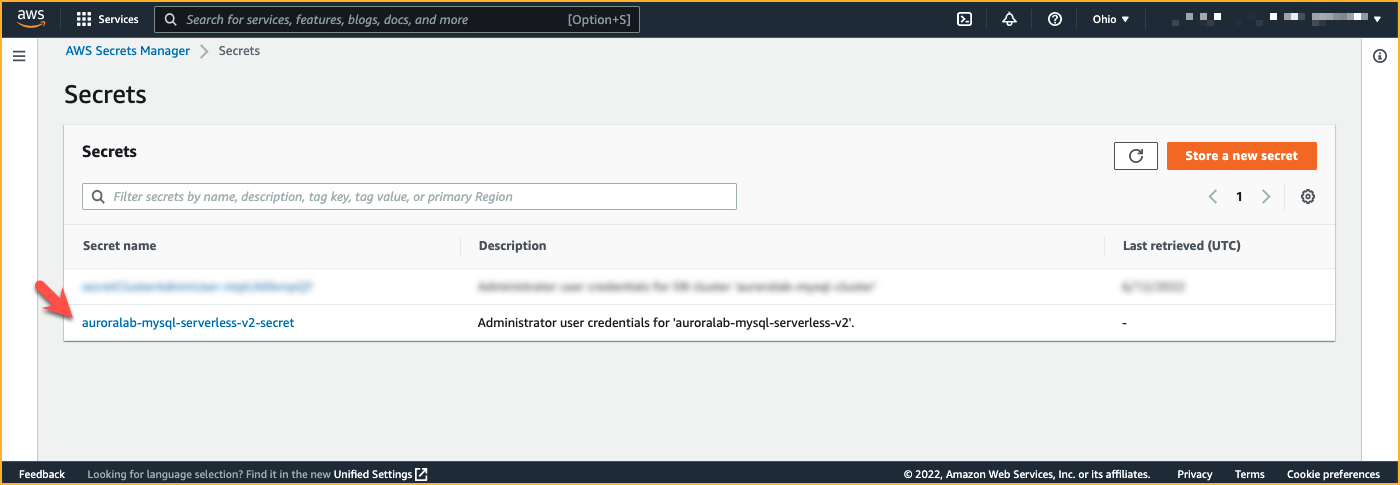 aws Services Search for services, features, blogs, docs, and more [Option+S] Ohio
AWS Secrets Manager Secrets
Secrets
Secrets
Store a new secret
Filter secrets by name, description, tag key, tag value, or primary Region 1
Secret name Description Last retrieved (UTC)
auroralab-mysql-serverless-v2-secret Administrator user credentials for 'auroralab-mysql-serverless-v2'. -
Feedback Looking for language selection? Find it in the new Unified Settings © 2022, Amazon Web Services, Inc. or its affiliates. Privacy Terms Cookie preferences